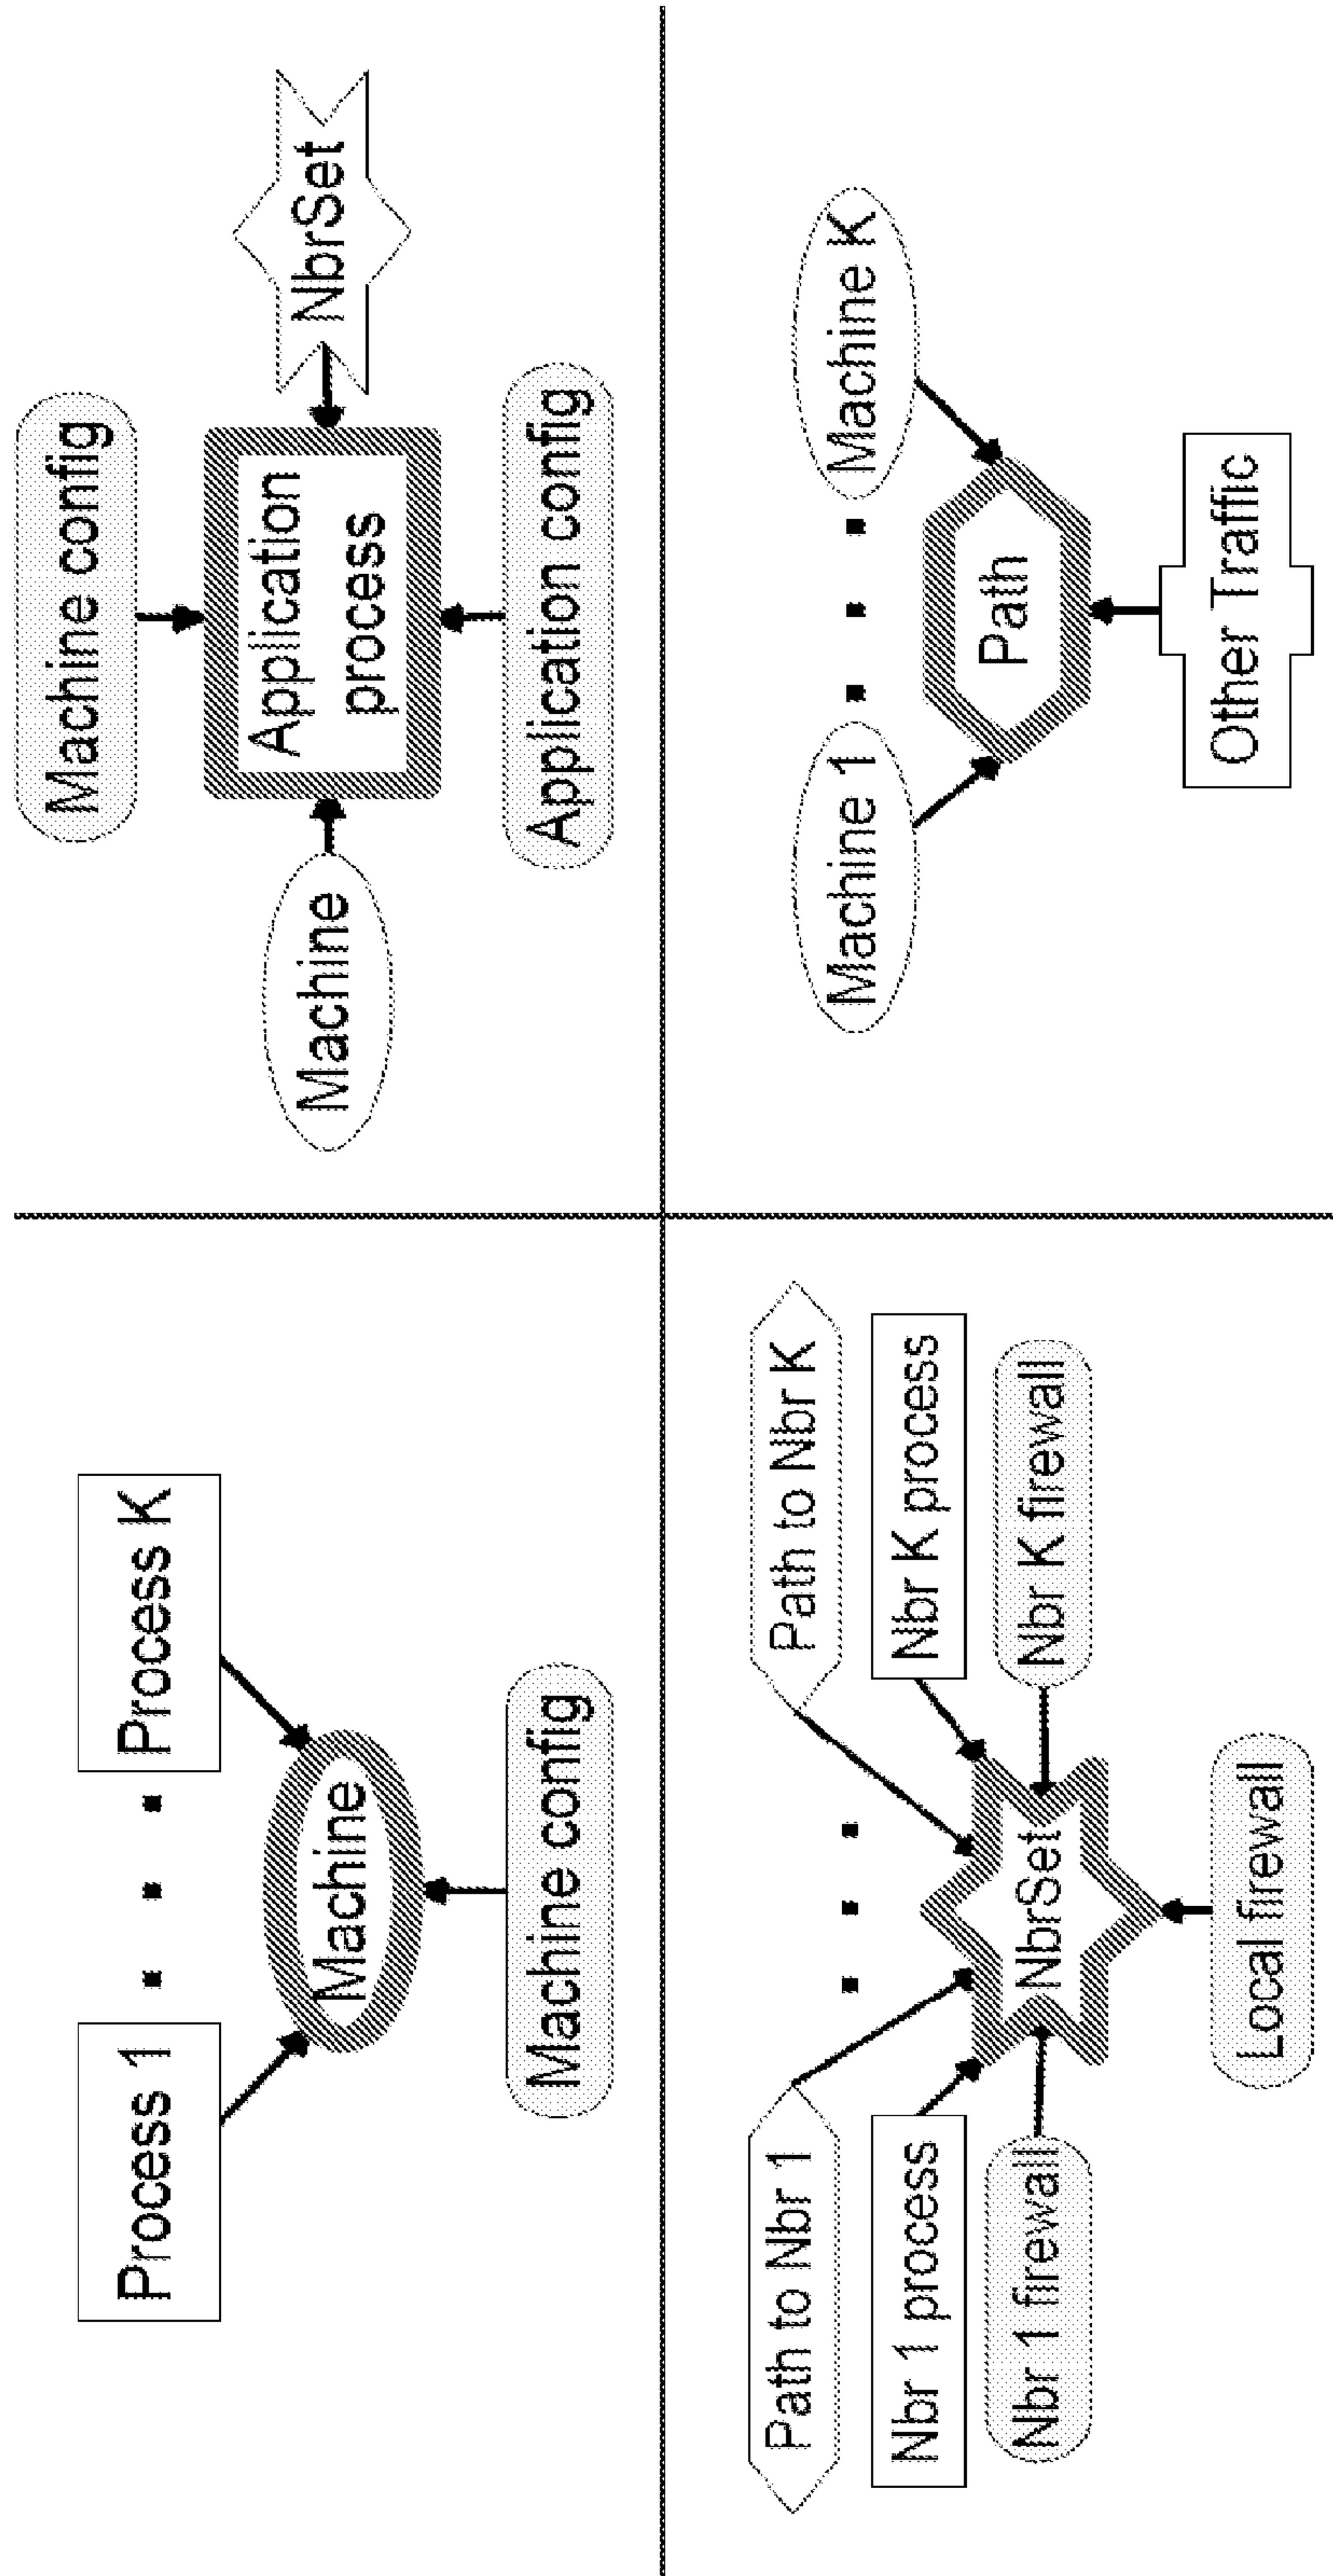 Process 1
Process K
Machine
Machine config
Machine config
Machine
Application
process
NbrSet
Application config
Path to Nbr 1
Path to Nbr K
Nbr 1 process
Nbr K process
Nbr 1 firewall
NbrSet
Nbr K firewall
Local firewall
Machine 1
Machine K
Path
Other Traffic